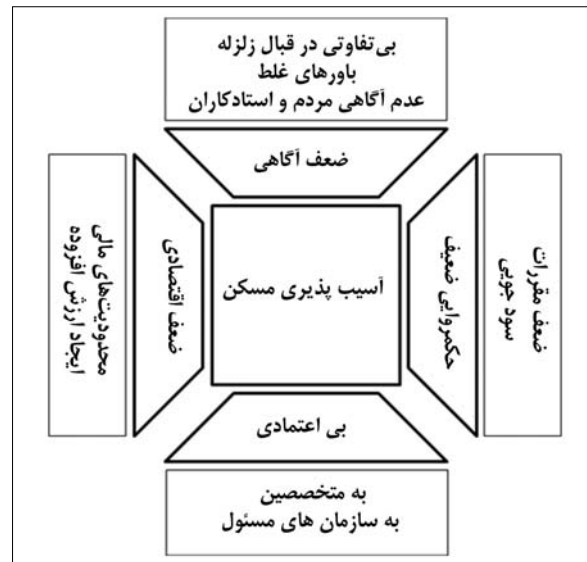 بی‌تفاوتی در قبال زلزله
باورهای غلط
عدم آگاهی مردم و استادکاران
ضعف آگاهی
ضعف مقررات
سود جویی
حکمروایی ضعیف
آسیب پذیری مسکن
ضعف اقتصادی
محدودیت‌های مالی
ایجاد ارزش افزوده
بی اعتمادی
به متخصصین
به سازمان های مسئول